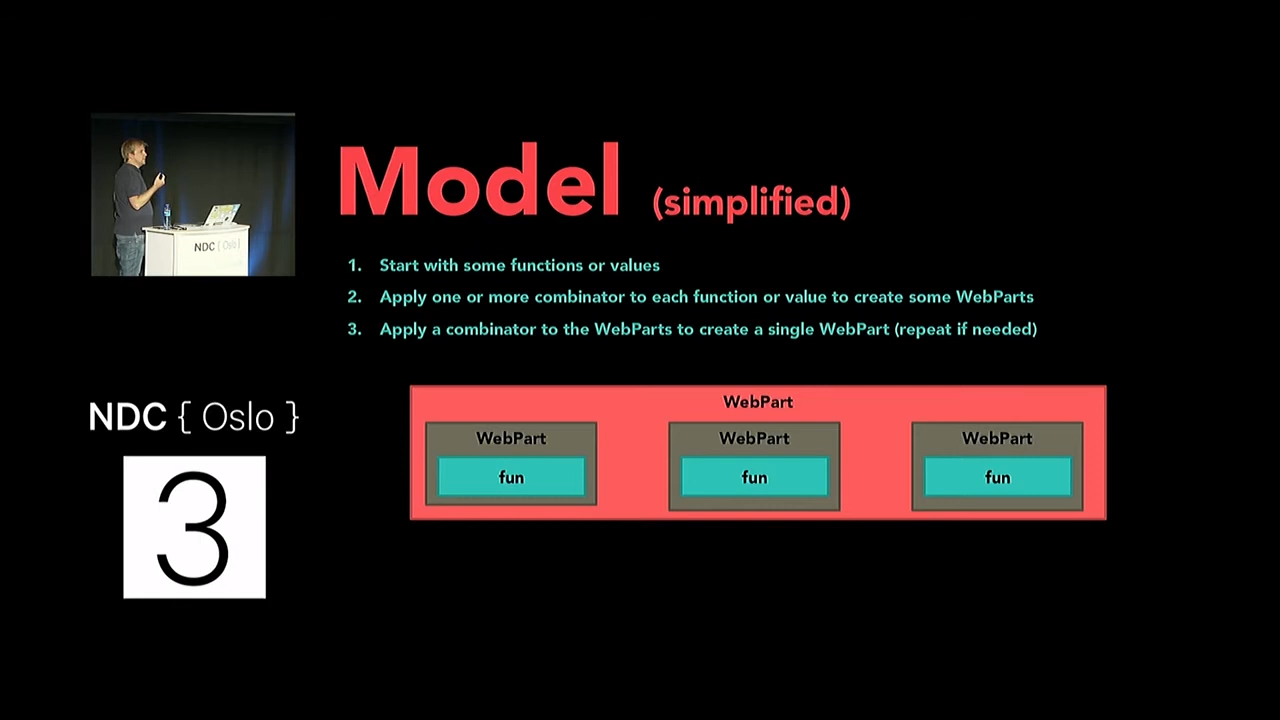 Model (simplified)
1. Start with some functions or values
2. Apply one or more combinator to each function or value to create some WebParts
3. Apply a combinator to the WebParts to create a single WebPart (repeat if needed)
WebPart
WebPart WebPart WebPart
fun fun fun
NDC { Oslo }
NDC { Oslo }
3